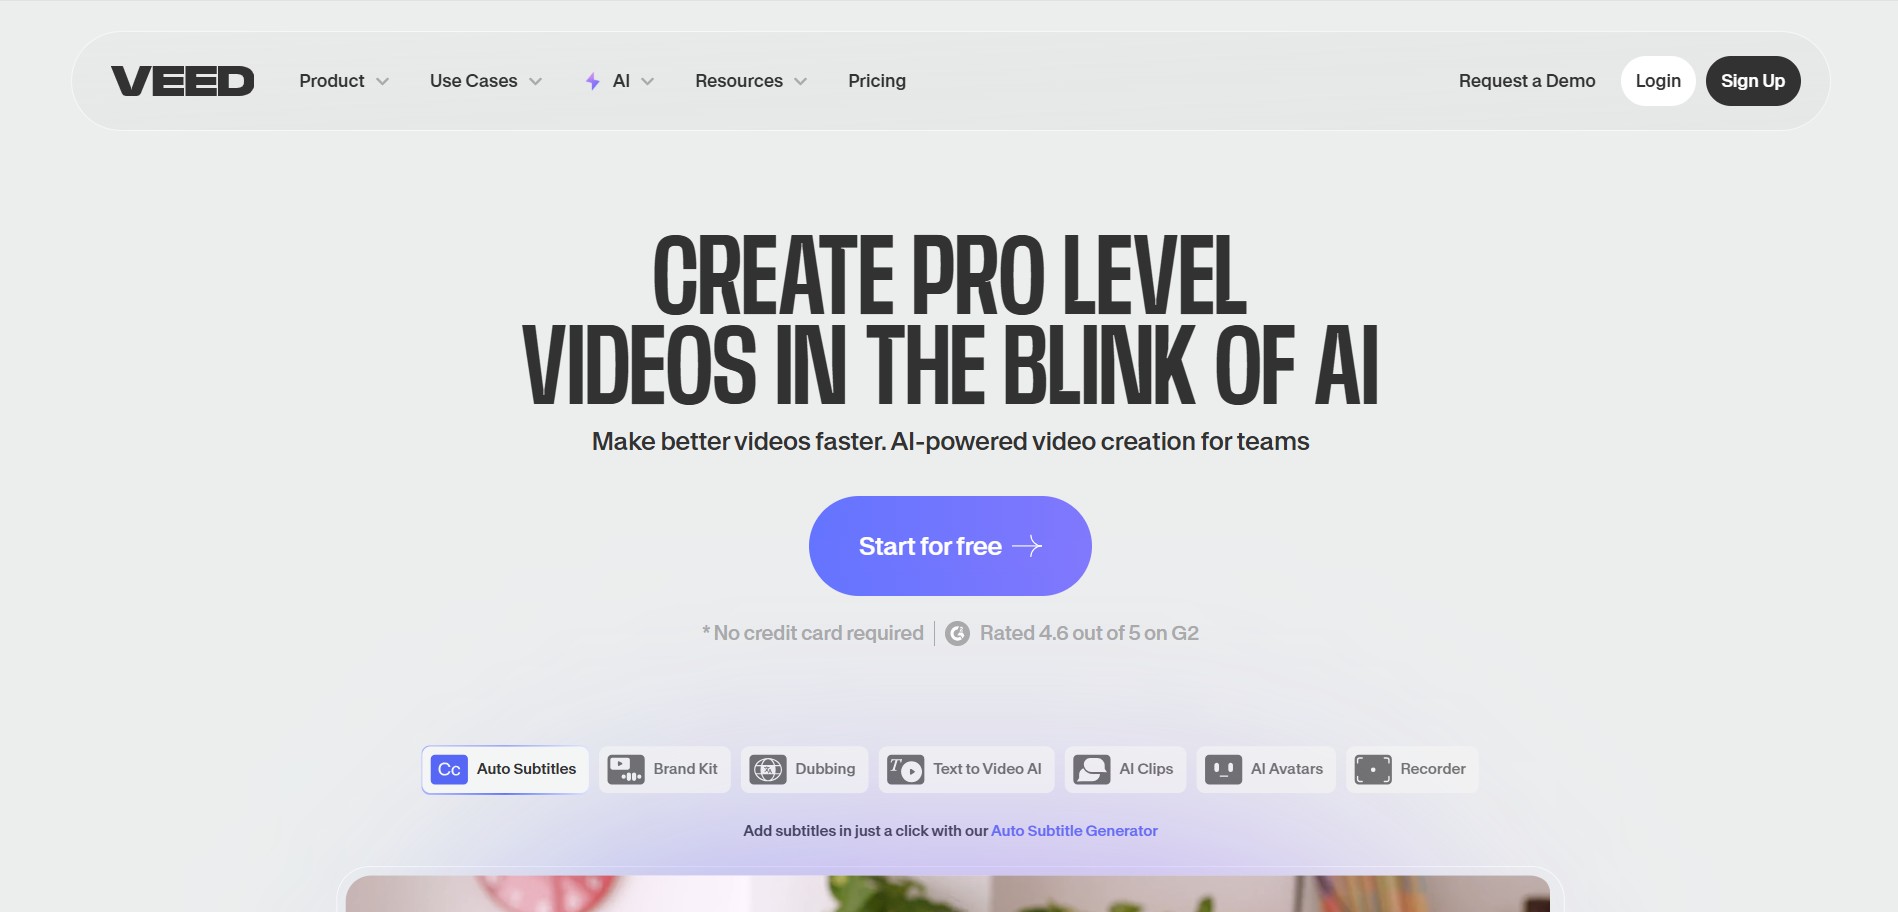 VEED Product Use Cases AI Resources Pricing Request a Demo Login Sign Up
CREATE PRO LEVEL
VIDEOS IN THE BLINK OF AI
Make better videos faster. AI-powered video creation for teams
Start for free
* No credit card required Rated 4.6 out of 5 on G2
Cc Auto Subtitles Brand Kit Dubbing Text to Video AI AI Clips AI Avatars Recorder
Add subtitles in just a click with our Auto Subtitle Generator